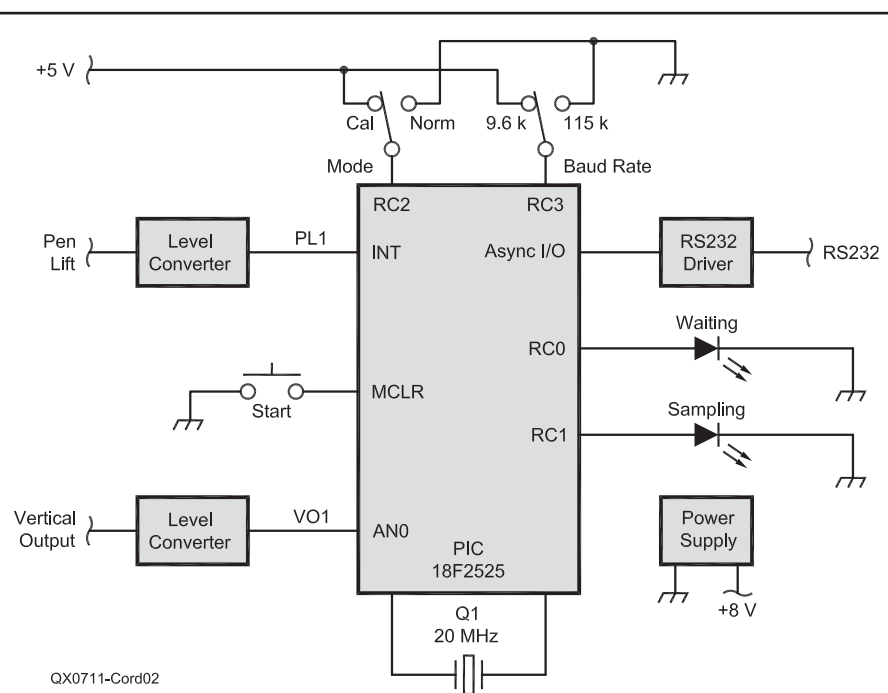 +5 V
Cal
Norm
9.6 k
115 k
Mode
Baud Rate
RC2
RC3
Pen
Lift
Level
Converter
PL1
INT
Async I/O
RS232
Driver
RS232
Waiting
RC0
Start
MCLR
Sampling
RC1
Vertical
Output
Level
Converter
VO1
AN0
PIC
18F2525
Power
Supply
+8 V
Q1
20 MHz
QX0711-Cord02